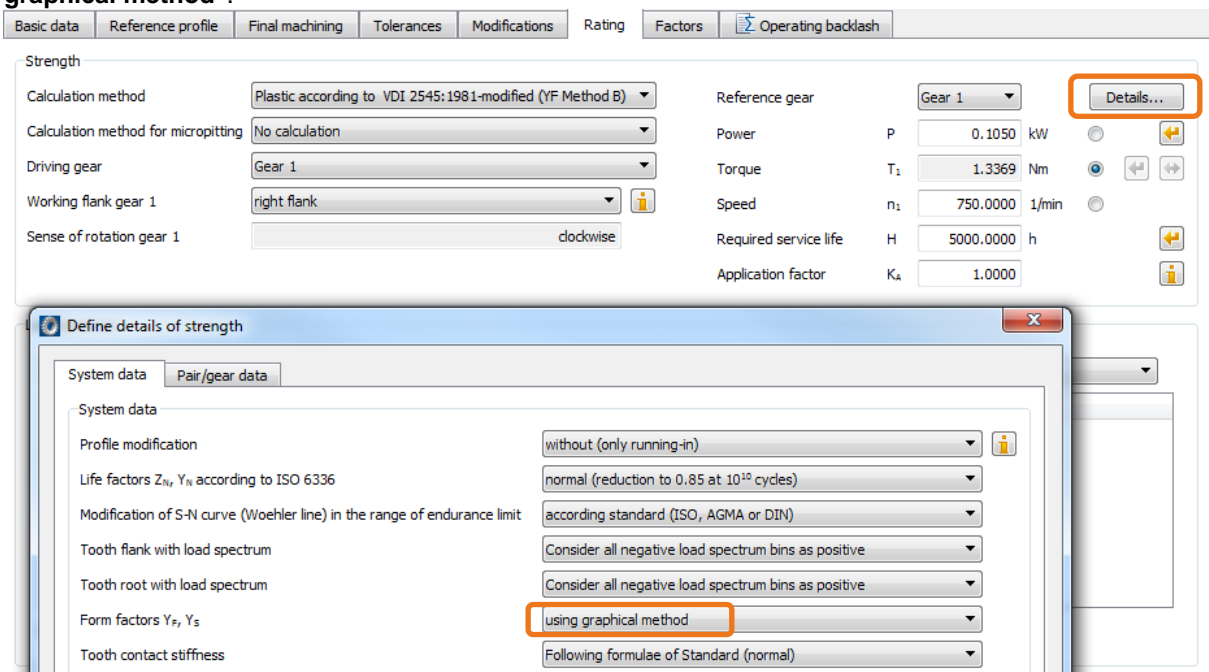 graphical method".
Basic data Reference profile Final machining Tolerances Modifications Rating Factors Operating backlash
Strength
Calculation method Plastic according to VDI 2545:1981-modified (YF Method B) Reference gear Gear 1 Details...
Calculation method for micropitting No calculation Power P 0.1050 kW
Driving gear Gear 1 Torque T₁ 1.3369 Nm
Working flank gear 1 right flank Speed n₁ 750.0000 1/min
Sense of rotation gear 1 clockwise Required service life H 5000.0000 h
Application factor Kₐ 1.0000
Define details of strength
System data Pair/gear data
System data
Profile modification without (only running-in)
Life factors Z_N, Y_N according to ISO 6336 normal (reduction to 0.85 at 10¹⁰ cycles)
Modification of S-N curve (Woehler line) in the range of endurance limit according standard (ISO, AGMA or DIN)
Tooth flank with load spectrum Consider all negative load spectrum bins as positive
Tooth root with load spectrum Consider all negative load spectrum bins as positive
Form factors Y_F, Y_S using graphical method
Tooth contact stiffness Following formulae of Standard (normal)